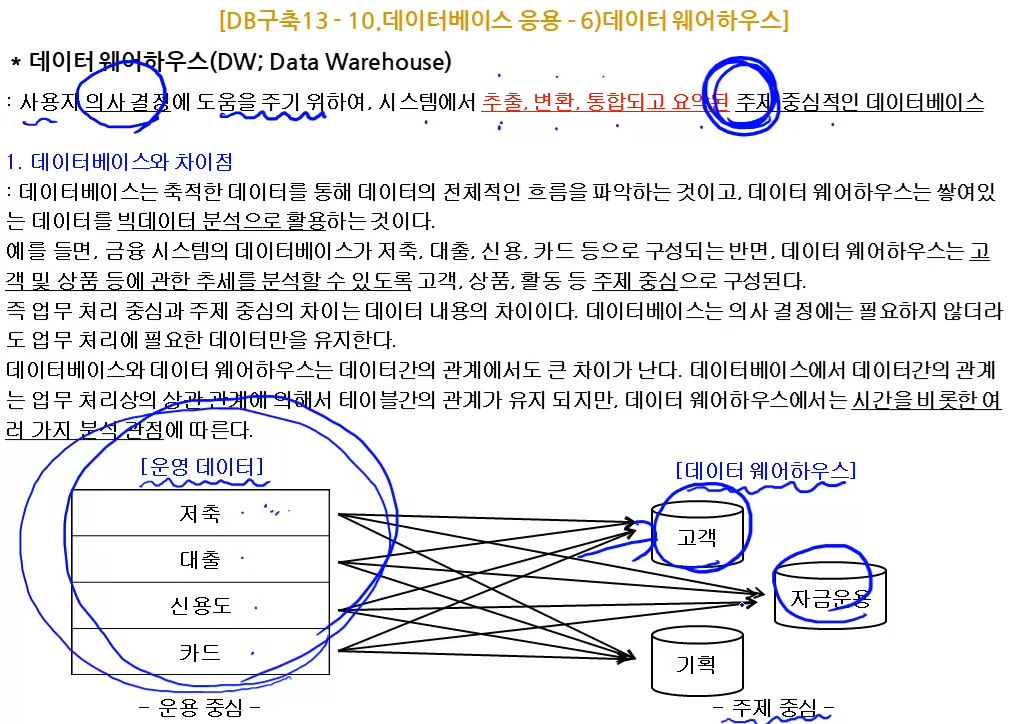 [DB구축13 - 10.데이터베이스 응용 - 6)데이터 웨어하우스]
* 데이터 웨어하우스(DW; Data Warehouse)
: 사용자 의사 결정에 도움을 주기 위하여, 시스템에서 추출, 변환, 통합되고 요약된 주제 중심적인 데이터베이스
1. 데이터베이스와 차이점
: 데이터베이스는 축적한 데이터를 통해 데이터의 전체적인 흐름을 파악하는 것이고, 데이터 웨어하우스는 쌓여있
는 데이터를 빅데이터 분석으로 활용하는 것이다.
예를 들면, 금융 시스템의 데이터베이스가 저축, 대출, 신용, 카드 등으로 구성되는 반면, 데이터 웨어하우스는 고
객 및 상품 등에 관한 추세를 분석할 수 있도록 고객, 상품, 활동 등 주제 중심으로 구성된다.
즉 업무 처리 중심과 주제 중심의 차이는 데이터 내용의 차이이다. 데이터베이스는 의사 결정에는 필요하지 않더라
도 업무 처리에 필요한 데이터만을 유지한다.
데이터베이스와 데이터 웨어하우스는 데이터간의 관계에서도 큰 차이가 난다. 데이터베이스에서 데이터간의 관계
는 업무 처리상의 상관 관계에 의해서 테이블간의 관계가 유지 되지만, 데이터 웨어하우스에서는 시간을 비롯한 여
러 가지 분석 관점에 따른다.
[운영 데이터]
저축
대출
신용도
카드
- 운용 중심 -
[데이터 웨어하우스]
고객
자금운용
기획
- 주제 중심 -